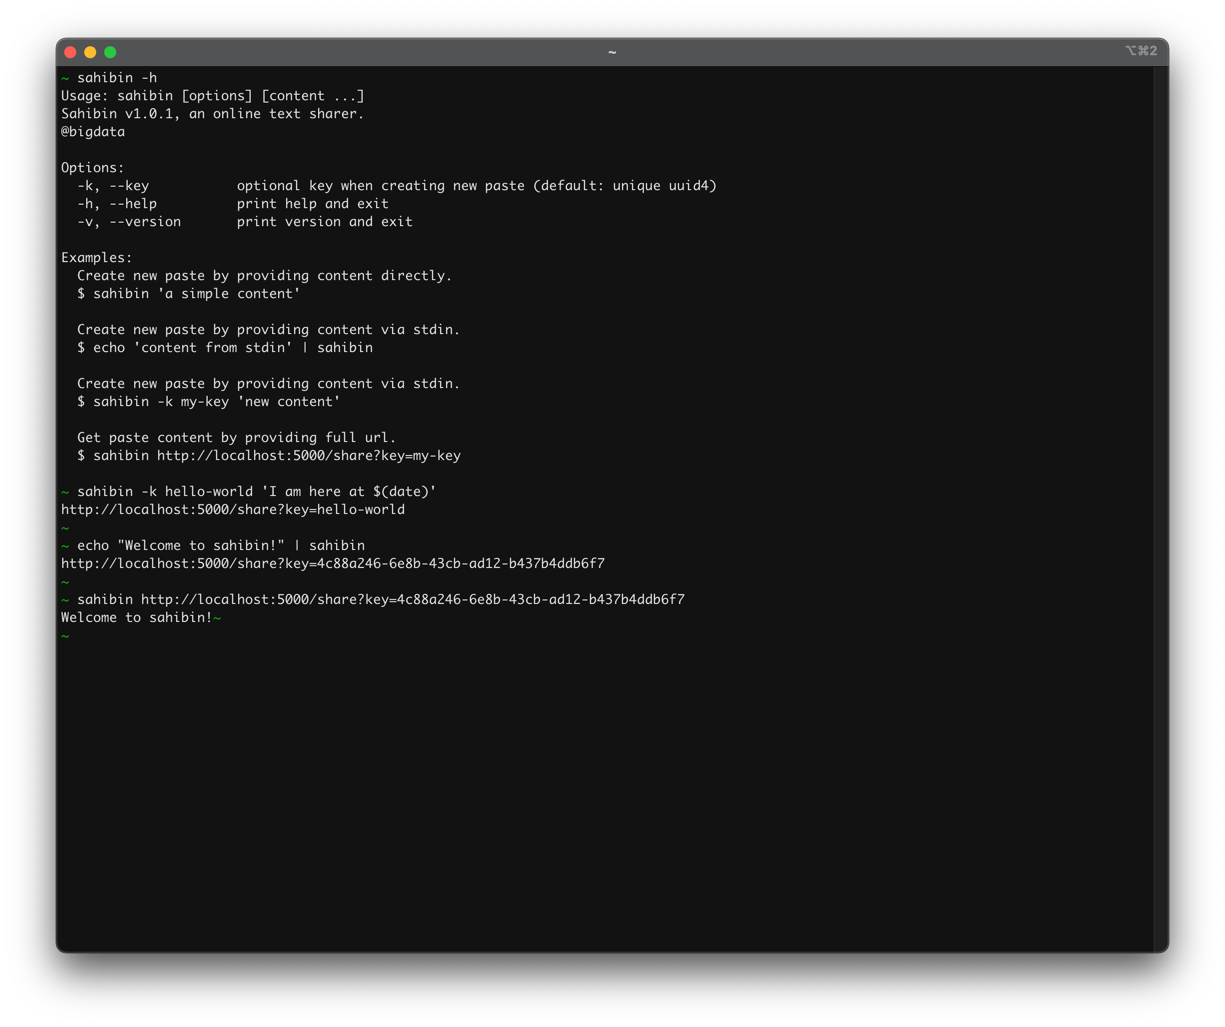 ~
⌥⌘2
~ sahibin -h
Usage: sahibin [options] [content ...]
Sahibin v1.0.1, an online text sharer.
@bigdata
Options:
-k, --key optional key when creating new paste (default: unique uuid4)
-h, --help print help and exit
-v, --version print version and exit
Examples:
Create new paste by providing content directly.
$ sahibin 'a simple content'
Create new paste by providing content via stdin.
$ echo 'content from stdin' | sahibin
Create new paste by providing content via stdin.
$ sahibin -k my-key 'new content'
Get paste content by providing full url.
$ sahibin http://localhost:5000/share?key=my-key
~ sahibin -k hello-world 'I am here at $(date)'
http://localhost:5000/share?key=hello-world
~
~ echo "Welcome to sahibin!" | sahibin
http://localhost:5000/share?key=4c88a246-6e8b-43cb-ad12-b437b4ddb6f7
~
~ sahibin http://localhost:5000/share?key=4c88a246-6e8b-43cb-ad12-b437b4ddb6f7
Welcome to sahibin!~
~